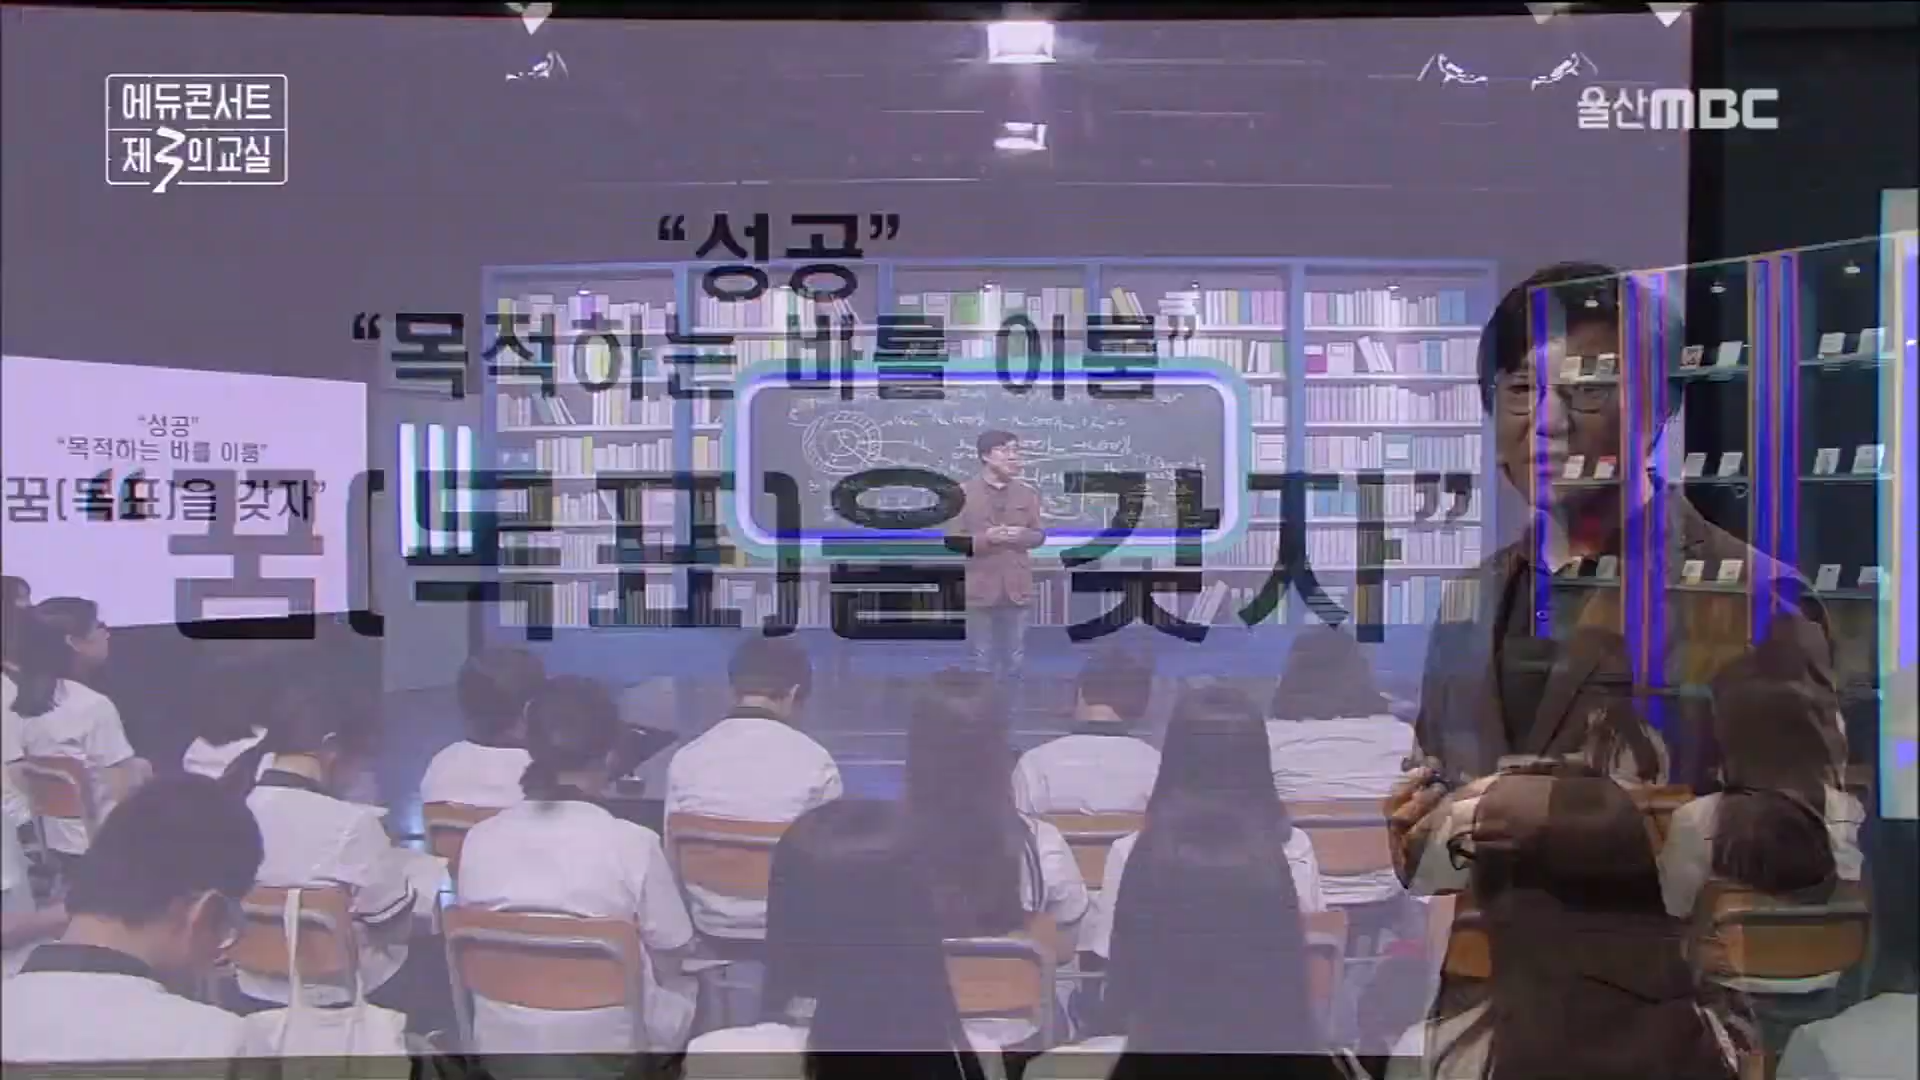 에듀콘서트
제3의교실
울산MBC
“성공”
“목적하는 바를 이룸”
“꿈(목표)을 갖자”
“성공”
“목적하는 바를 이룸”
꿈(목표)을 갖자”